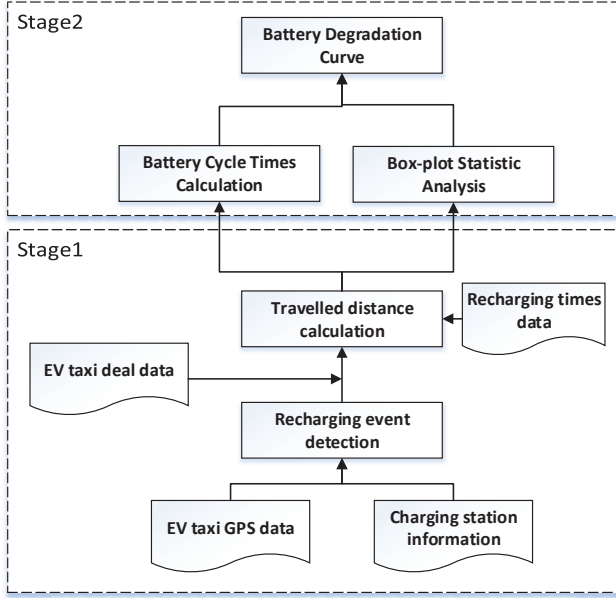 Stage2
Battery Degradation
Curve
Battery Cycle Times
Calculation
Box-plot Statistic
Analysis
Stage1
Travelled distance
calculation
Recharging times
data
EV taxi deal data
Recharging event
detection
EV taxi GPS data
Charging station
information